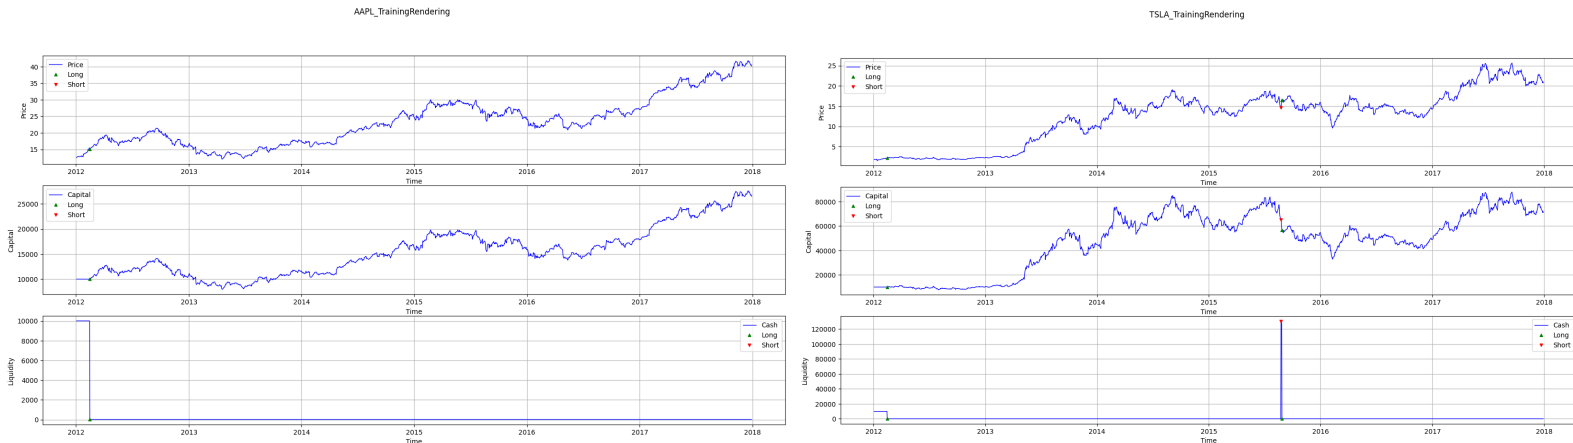 AAPL_TrainingRendering
Price
40
35
30
25
20
15
Price
Long
Short
2012 2013 2014 2015 2016 2017 2018
Time
Capital
25000
20000
15000
10000
Capital
Long
Short
2012 2013 2014 2015 2016 2017 2018
Time
Liquidity
10000
8000
6000
4000
2000
0
Cash
Long
Short
2012 2013 2014 2015 2016 2017 2018
Time
TSLA_TrainingRendering
Price
25
20
15
10
5
Price
Long
Short
2012 2013 2014 2015 2016 2017 2018
Time
Capital
80000
60000
40000
20000
Capital
Long
Short
2012 2013 2014 2015 2016 2017 2018
Time
Liquidity
120000
100000
80000
60000
40000
20000
0
Cash
Long
Short
2012 2013 2014 2015 2016 2017 2018
Time